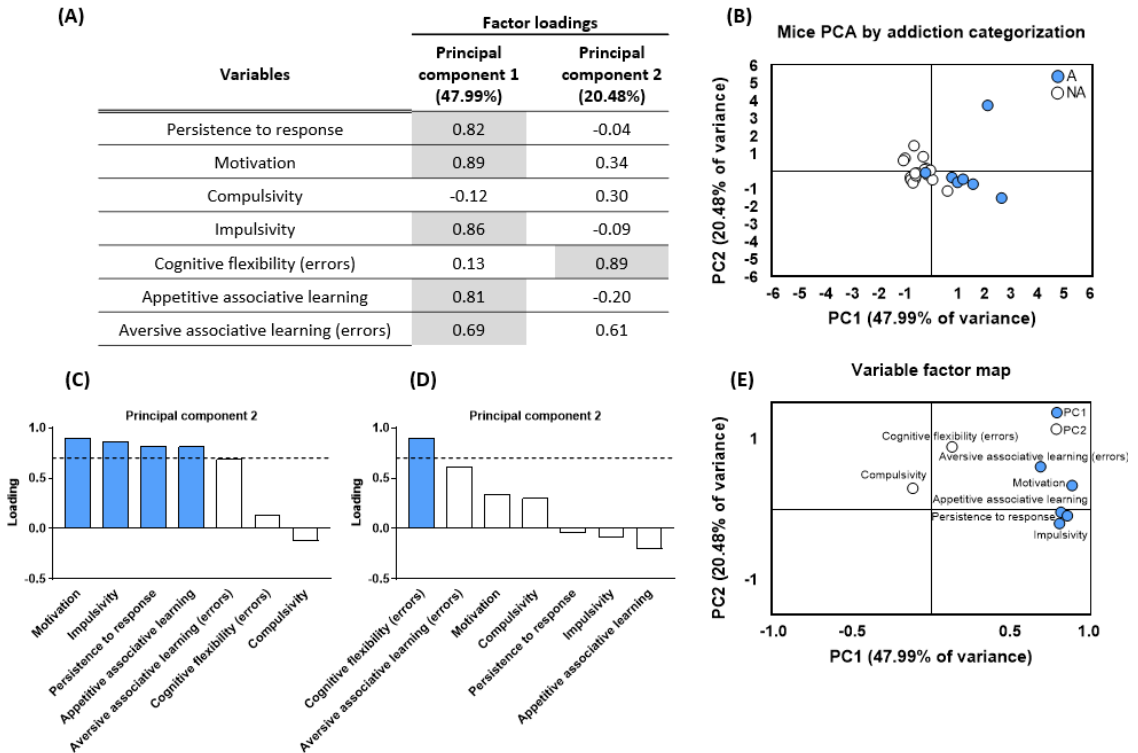 (A)
Factor loadings
Variables
Principal component 1 (47.99%)
Principal component 2 (20.48%)
Persistence to response 0.82 -0.04
Motivation 0.89 0.34
Compulsivity -0.12 0.30
Impulsivity 0.86 -0.09
Cognitive flexibility (errors) 0.13 0.89
Appetitive associative learning 0.81 -0.20
Aversive associative learning (errors) 0.69 0.61
(B)
Mice PCA by addiction categorization
A
NA
6
5
4
3
2
1
-1
-2
-3
-4
-5
-6
PC2 (20.48% of variance)
-6 -5 -4 -3 -2 -1 0 1 2 3 4 5 6
PC1 (47.99% of variance)
(C)
Principal component 2
1.0
0.5
0.0
-0.5
Loading
Motivation
Impulsivity
Persistence to response
Appetitive associative learning
Aversive associative learning (errors)
Cognitive flexibility (errors)
Compulsivity
(D)
Principal component 2
1.0
0.5
0.0
-0.5
Loading
Cognitive flexibility (errors)
Aversive associative learning (errors)
Motivation
Compulsivity
Persistence to response
Impulsivity
Appetitive associative learning
(E)
Variable factor map
PC1
PC2
Cognitive flexibility (errors)
Aversive associative learning (errors)
Compulsivity
Motivation
Appetitive associative learning
Persistence to response
Impulsivity
1
0
-1
PC2 (20.48% of variance)
-1.0 -0.5 0.5 1.0
PC1 (47.99% of variance)